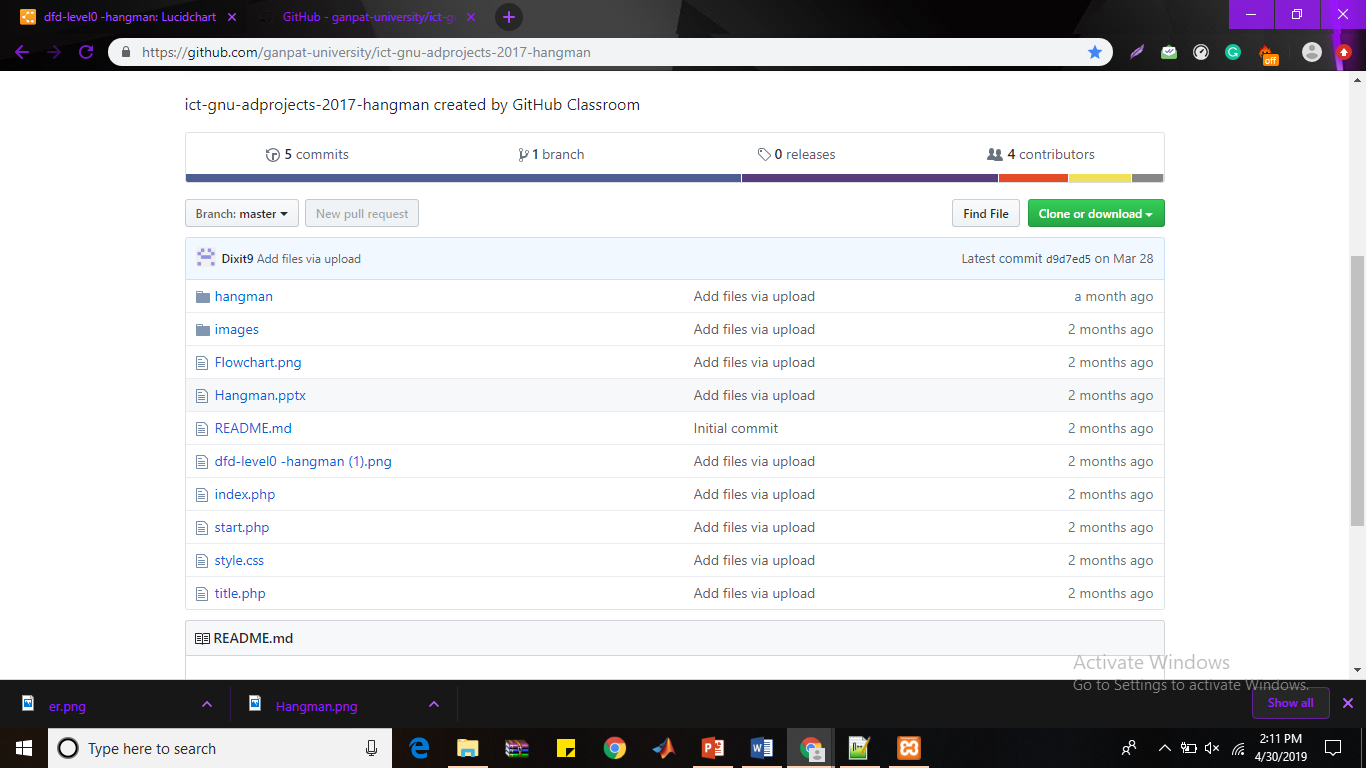 dfd-level0 -hangman: Lucidchart
GitHub - ganpat-university/ict-g
https://github.com/ganpat-university/ict-gnu-adprojects-2017-hangman
off
ict-gnu-adprojects-2017-hangman created by GitHub Classroom
5 commits
1 branch
0 releases
4 contributors
Branch: master
New pull request
Find File
Clone or download
Dixit9 Add files via upload
Latest commit d9d7ed5 on Mar 28
hangman Add files via upload a month ago
images Add files via upload 2 months ago
Flowchart.png Add files via upload 2 months ago
Hangman.pptx Add files via upload 2 months ago
README.md Initial commit 2 months ago
dfd-level0 -hangman (1).png Add files via upload 2 months ago
index.php Add files via upload 2 months ago
start.php Add files via upload 2 months ago
style.css Add files via upload 2 months ago
title.php Add files via upload 2 months ago
README.md
Activate Windows
Go to Settings to activate Windows.
er.png
Hangman.png
Show all
Type here to search
2:11 PM
4/30/2019